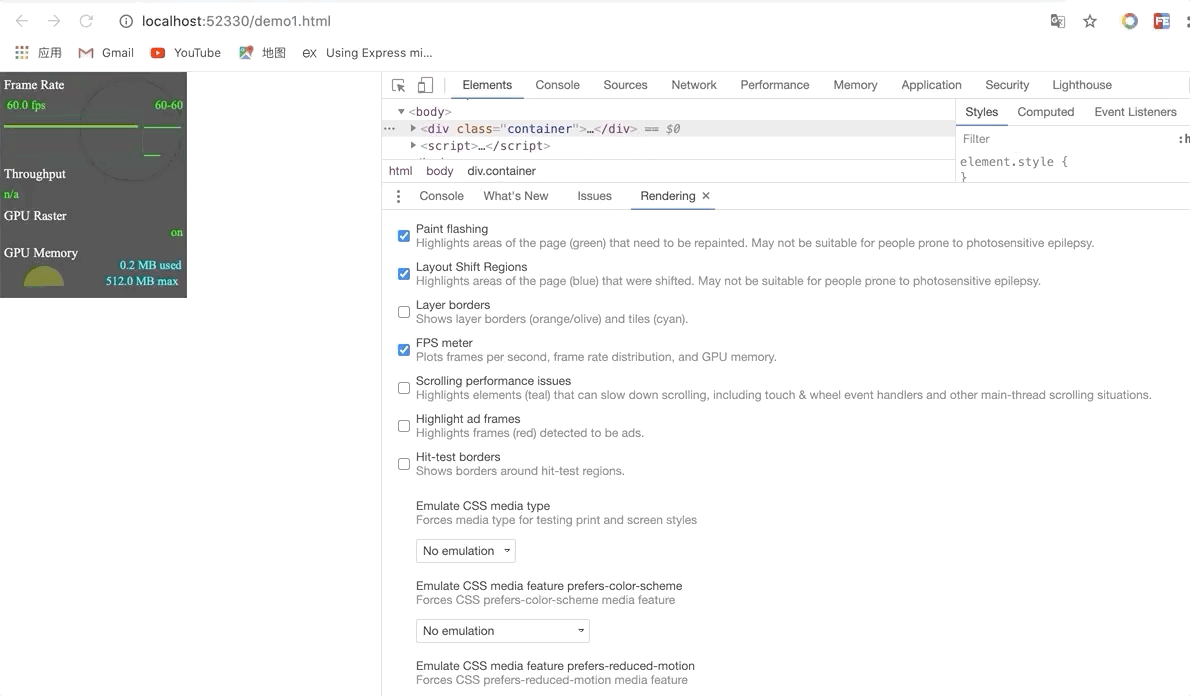 localhost:52330/demo1.html
应用 Gmail YouTube 地图 ex Using Express mi...
Frame Rate
60.0 fps 60-60
Throughput
n/a
GPU Raster
on
GPU Memory
0.2 MB used
512.0 MB max
Elements Console Sources Network Performance Memory Application Security Lighthouse
<body>
<div class="container">…</div> == $0
<script>…</script>
html body div.container
Styles Computed Event Listeners
Filter :h
element.style {
}
Console What's New Issues Rendering ×
Paint flashing
Highlights areas of the page (green) that need to be repainted. May not be suitable for people prone to photosensitive epilepsy.
Layout Shift Regions
Highlights areas of the page (blue) that were shifted. May not be suitable for people prone to photosensitive epilepsy.
Layer borders
Shows layer borders (orange/olive) and tiles (cyan).
FPS meter
Plots frames per second, frame rate distribution, and GPU memory.
Scrolling performance issues
Highlights elements (teal) that can slow down scrolling, including touch & wheel event handlers and other main-thread scrolling situations.
Highlight ad frames
Highlights frames (red) detected to be ads.
Hit-test borders
Shows borders around hit-test regions.
Emulate CSS media type
Forces media type for testing print and screen styles
No emulation
Emulate CSS media feature prefers-color-scheme
Forces CSS prefers-color-scheme media feature
No emulation
Emulate CSS media feature prefers-reduced-motion
Forces CSS prefers-reduced-motion media feature